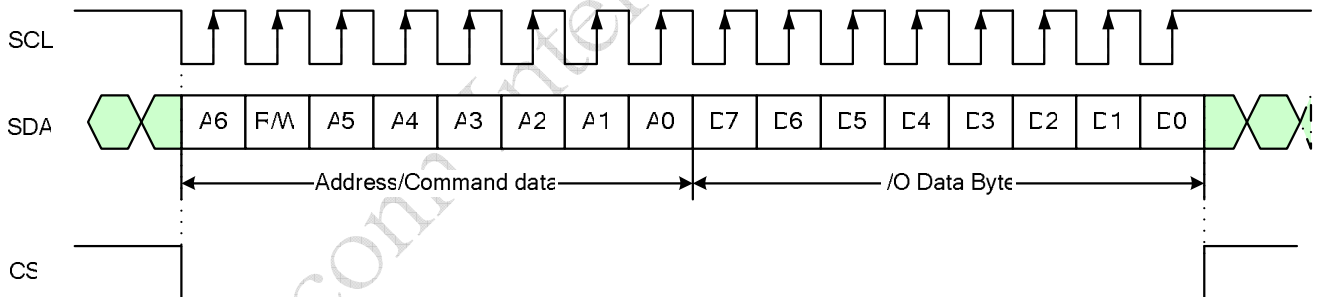 SCL
SDA A6 R/W A5 A4 A3 A2 A1 A0 D7 D6 D5 D4 D3 D2 D1 D0
Address/Command data /O Data Byte
CS